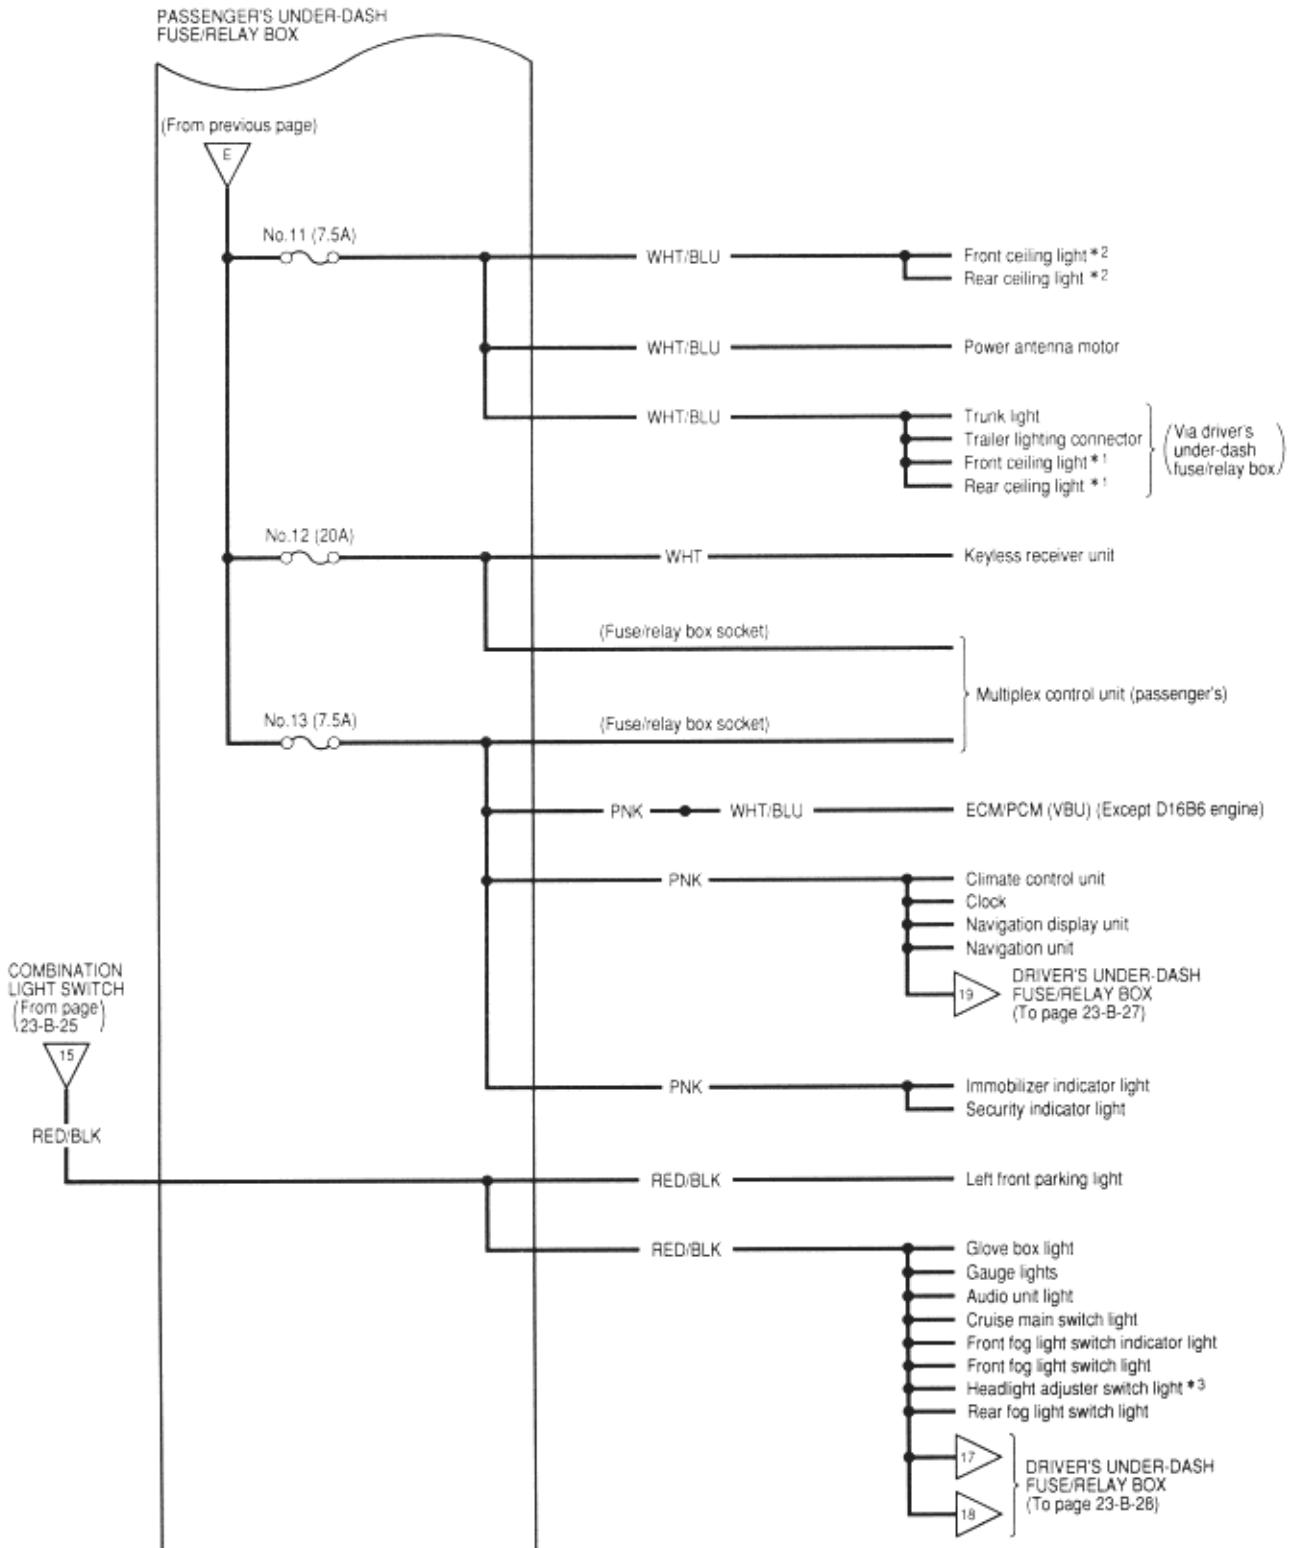 PASSENGER'S UNDER-DASH
FUSE/RELAY BOX
(From previous page)
E
No.11 (7.5A)
WHT/BLU
Front ceiling light *2
Rear ceiling light *2
WHT/BLU
Power antenna motor
WHT/BLU
Trunk light
Trailer lighting connector
Front ceiling light *1
Rear ceiling light *1
(Via driver's
under-dash
fuse/relay box)
No.12 (20A)
WHT
Keyless receiver unit
(Fuse/relay box socket)
Multiplex control unit (passenger's)
No.13 (7.5A)
(Fuse/relay box socket)
PNK
WHT/BLU
ECM/PCM (VBU) (Except D16B6 engine)
PNK
Climate control unit
Clock
Navigation display unit
Navigation unit
19
DRIVER'S UNDER-DASH
FUSE/RELAY BOX
(To page 23-B-27)
COMBINATION
LIGHT SWITCH
(From page
23-B-25)
15
RED/BLK
PNK
Immobilizer indicator light
Security indicator light
RED/BLK
Left front parking light
RED/BLK
Glove box light
Gauge lights
Audio unit light
Cruise main switch light
Front fog light switch indicator light
Front fog light switch light
Headlight adjuster switch light *3
Rear fog light switch light
17
18
DRIVER'S UNDER-DASH
FUSE/RELAY BOX
(To page 23-B-28)